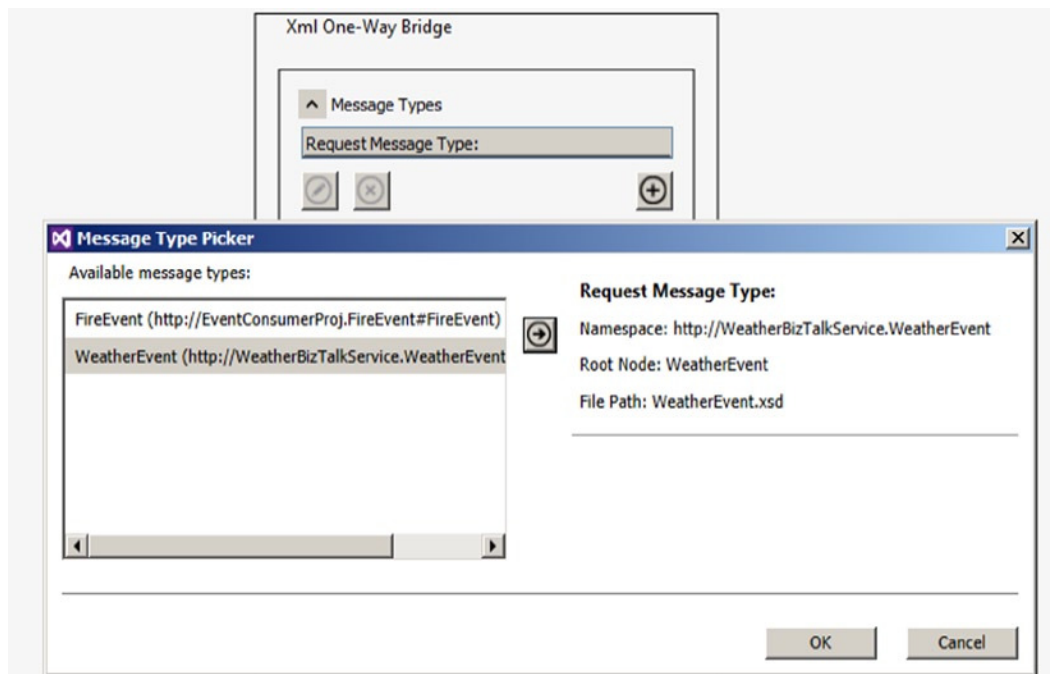 Xml One-Way Bridge
Message Types
Request Message Type:
Message Type Picker
Available message types:
FireEvent (http://EventConsumerProj.FireEvent#FireEvent)
WeatherEvent (http://WeatherBizTalkService.WeatherEvent
Request Message Type:
Namespace: http://WeatherBizTalkService.WeatherEvent
Root Node: WeatherEvent
File Path: WeatherEvent.xsd
OK
Cancel